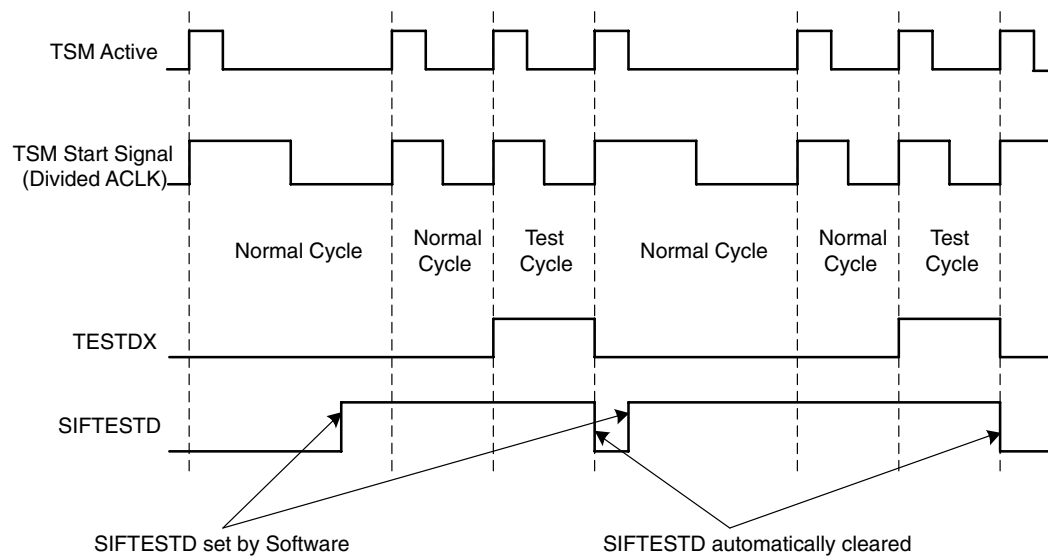 TSM Active
TSM Start Signal
(Divided ACLK)
Normal Cycle
Normal
Cycle
Test
Cycle
Normal Cycle
Normal
Cycle
Test
Cycle
TESTDX
SIFTESTD
SIFTESTD set by Software
SIFTESTD automatically cleared